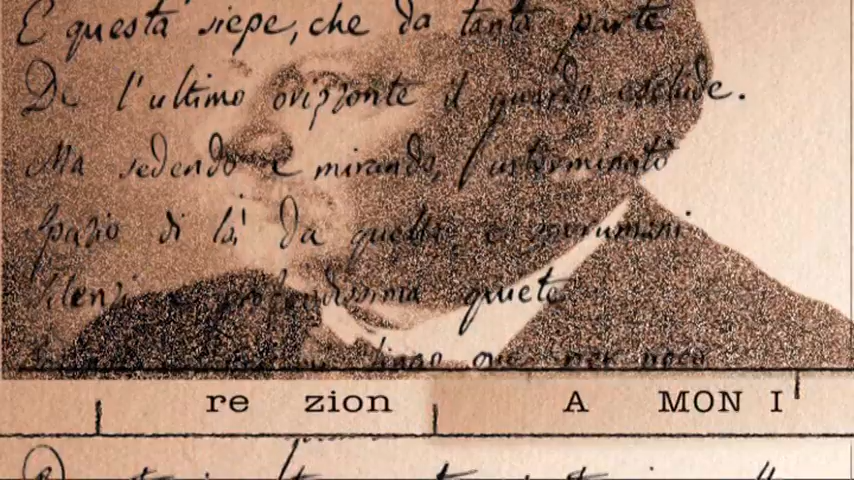 E questa siepe, che da tanta parte
De l'ultimo orizzonte il guardo esclude.
Ma sedendo e mirando, l'interminato
Spazio di là da quello, e sovrumani
Silenzi e profondissima quiete
re zion A MON I